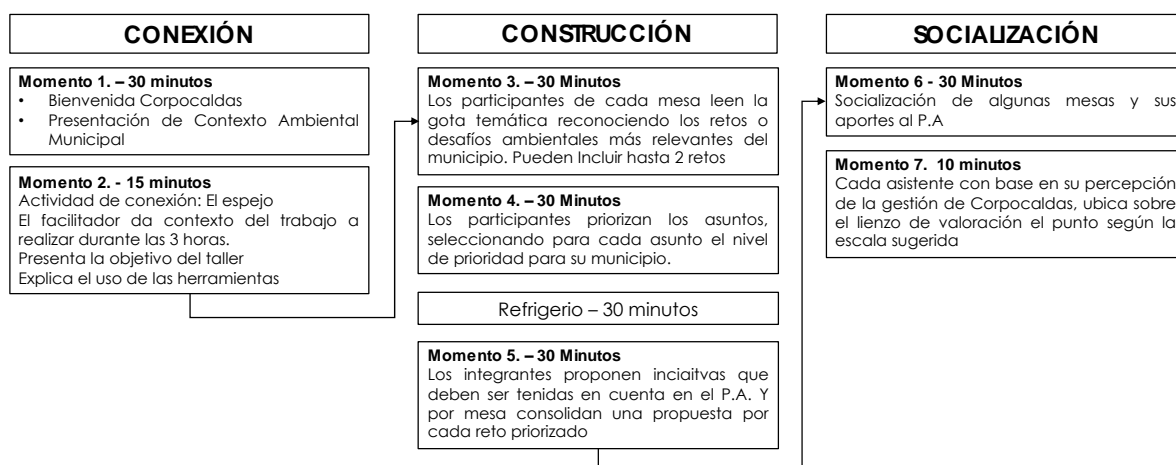 CONEXIÓN
Momento 1. – 30 minutos
• Bienvenida Corpocaldas
• Presentación de Contexto Ambiental
Municipal
Momento 2. - 15 minutos
Actividad de conexión: El espejo
El facilitador da contexto del trabajo a
realizar durante las 3 horas.
Presenta la objetivo del taller
Explica el uso de las herramientas
CONSTRUCCIÓN
Momento 3. – 30 Minutos
Los participantes de cada mesa leen la
gota temática reconociendo los retos o
desafíos ambientales más relevantes del
municipio. Pueden Incluir hasta 2 retos
Momento 4. – 30 Minutos
Los participantes priorizan los asuntos,
seleccionando para cada asunto el nivel
de prioridad para su municipio.
Refrigerio – 30 minutos
Momento 5. – 30 Minutos
Los integrantes proponen inciaitvas que
deben ser tenidas en cuenta en el P.A. Y
por mesa consolidan una propuesta por
cada reto priorizado
SOCIALIZACIÓN
Momento 6 - 30 Minutos
Socialización de algunas mesas y sus
aportes al P.A
Momento 7. 10 minutos
Cada asistente con base en su percepción
de la gestión de Corpocaldas, ubica sobre
el lienzo de valoración el punto según la
escala sugerida